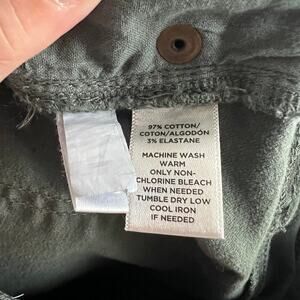 97% COTTON/
COTON/ALGODÓN
3% ELASTANE
MACHINE WASH
WARM
ONLY NON-
CHLORINE BLEACH
WHEN NEEDED
TUMBLE DRY LOW
COOL IRON
IF NEEDED